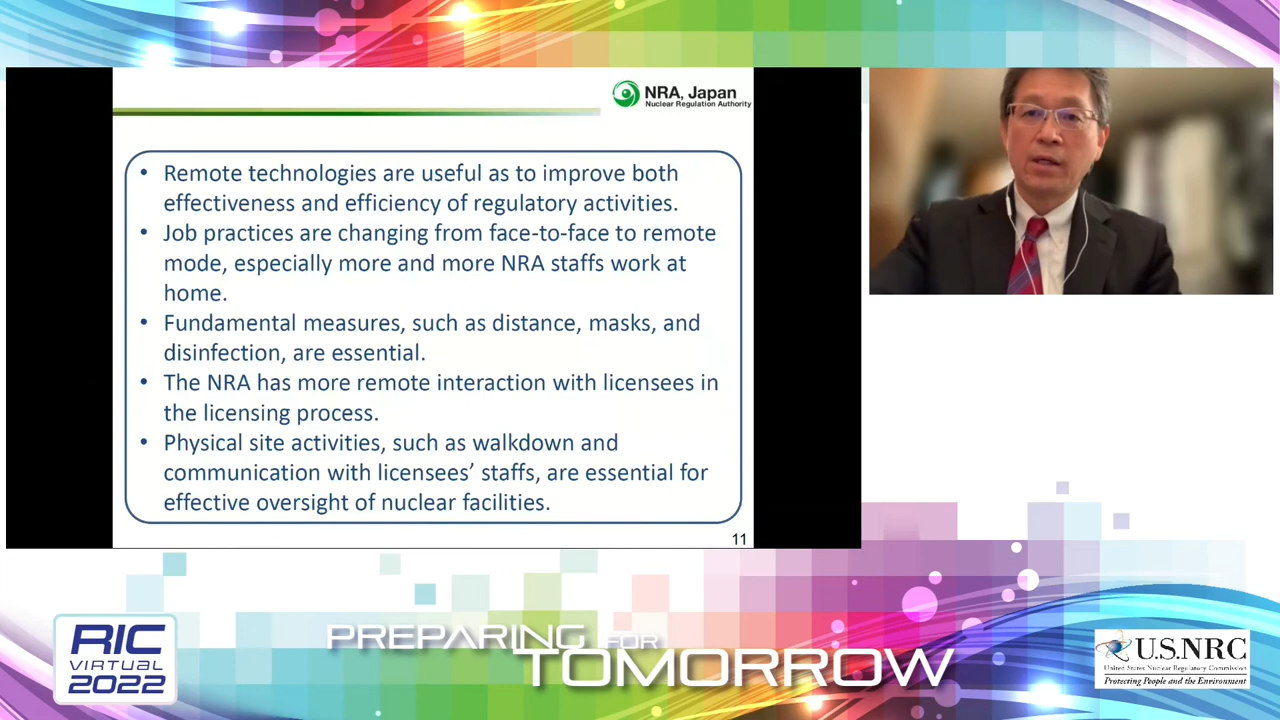 NRA, Japan
Nuclear Regulation Authority
• Remote technologies are useful as to improve both
effectiveness and efficiency of regulatory activities.
• Job practices are changing from face-to-face to remote
mode, especially more and more NRA staffs work at
home.
• Fundamental measures, such as distance, masks, and
disinfection, are essential.
• The NRA has more remote interaction with licensees in
the licensing process.
• Physical site activities, such as walkdown and
communication with licensees’ staffs, are essential for
effective oversight of nuclear facilities.
11
RIC
VIRTUAL
2022
PREPARING FOR
TOMORROW
U.S.NRC
United States Nuclear Regulatory Commission
Protecting People and the Environment